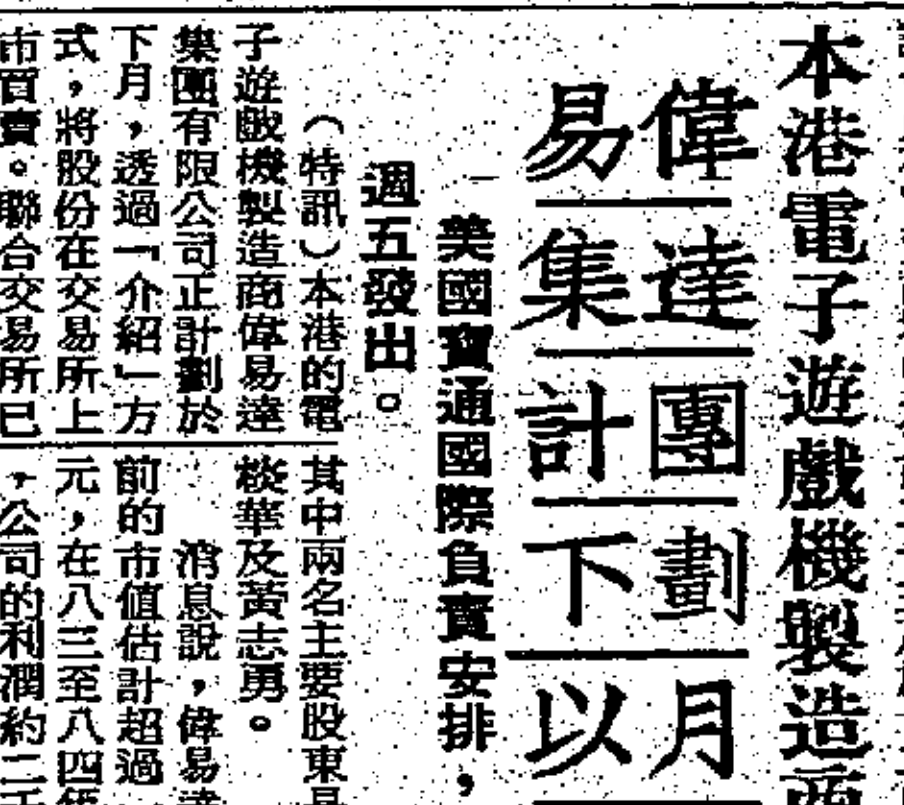 本港電子遊戲機製造
偉易
達集
團計
劃下
月以
美國寶通國際負責安排，
週五發出。
（特訊）本港的電
子遊戲機製造商偉易達
集團有限公司正計劃於
下月，透過「介紹」方
式，將股份在交易所上
市買賣。聯合交易所已
其中兩名主要股東是
棪華及黃志勇。
消息說，偉易達
前的市值估計超過
元，在八三至八四
，公司的利潤約二千